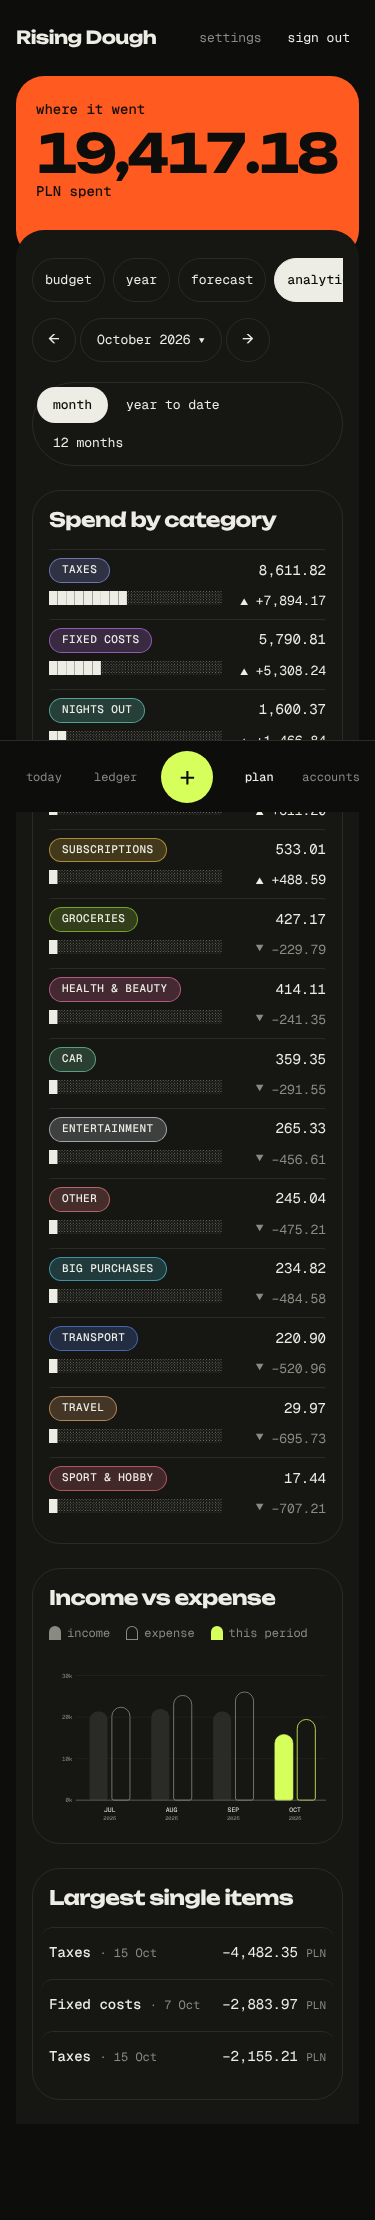 Rising Dough settings sign out
where it went
19,417.18
PLN spent
budget year forecast analyti
← October 2026 ▾ →
month year to date
12 months
Spend by category
TAXES 8,611.82
▲ +7,894.17
FIXED COSTS 5,790.81
▲ +5,308.24
NIGHTS OUT 1,600.37
today ledger + plan accounts
SUBSCRIPTIONS 533.01
▲ +488.59
GROCERIES 427.17
▼ −229.79
HEALTH & BEAUTY 414.11
▼ −241.35
CAR 359.35
▼ −291.55
ENTERTAINMENT 265.33
▼ −456.61
OTHER 245.04
▼ −475.21
BIG PURCHASES 234.82
▼ −484.58
TRANSPORT 220.90
▼ −520.96
TRAVEL 29.97
▼ −695.73
SPORT & HOBBY 17.44
▼ −707.21
Income vs expense
income expense this period
30k
20k
10k
0k
JUL AUG SEP OCT
2026 2026 2026 2026
Largest single items
Taxes · 15 Oct −4,482.35 PLN
Fixed costs · 7 Oct −2,883.97 PLN
Taxes · 15 Oct −2,155.21 PLN